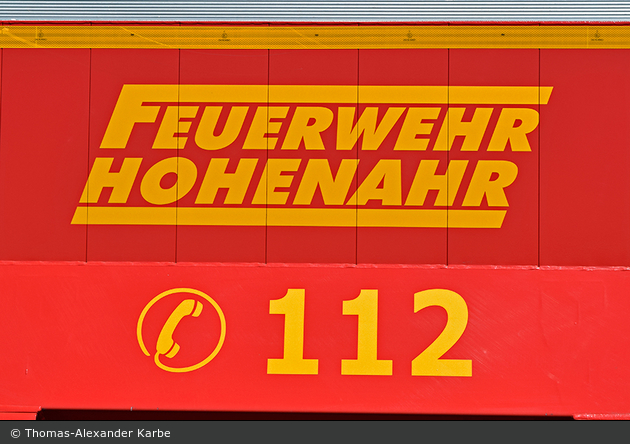 FEUERWEHR
HOHENAHR
112
© Thomas-Alexander Karbe